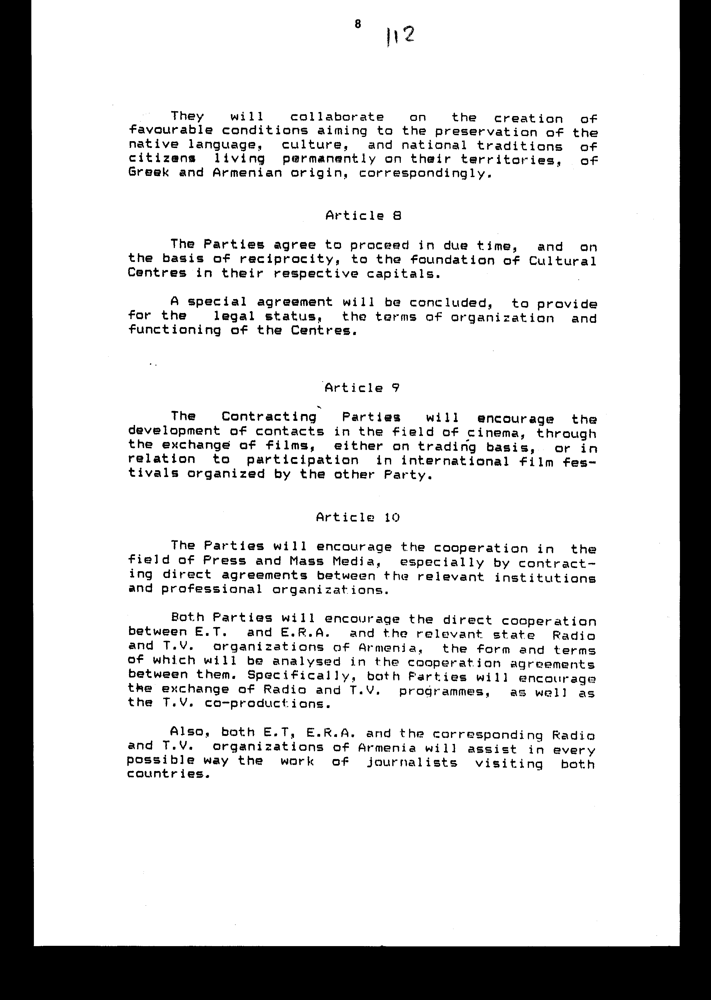 8
112
They will collaborate on the creation of
favourable conditions aiming to the preservation of the
native language, culture, and national traditions of
citizens living permanently on their territories, of
Greek and Armenian origin, correspondingly.
Article 8
The Parties agree to proceed in due time, and on
the basis of reciprocity, to the foundation of Cultural
Centres in their respective capitals.
A special agreement will be concluded, to provide
for the legal status, the terms of organization and
functioning of the Centres.
Article 9
The Contracting Parties will encourage the
development of contacts in the field of cinema, through
the exchange of films, either on trading basis, or in
relation to participation in international film fes-
tivals organized by the other Party.
Article 10
The Parties will encourage the cooperation in the
field of Press and Mass Media, especially by contract-
ing direct agreements between the relevant institutions
and professional organizations.
Both Parties will encourage the direct cooperation
between E.T. and E.R.A. and the relevant state Radio
and T.V. organizations of Armenia, the form and terms
of which will be analysed in the cooperation agreements
between them. Specifically, both Parties will encourage
the exchange of Radio and T.V. programmes, as well as
the T.V. co-productions.
Also, both E.T, E.R.A. and the corresponding Radio
and T.V. organizations of Armenia will assist in every
possible way the work of journalists visiting both
countries.